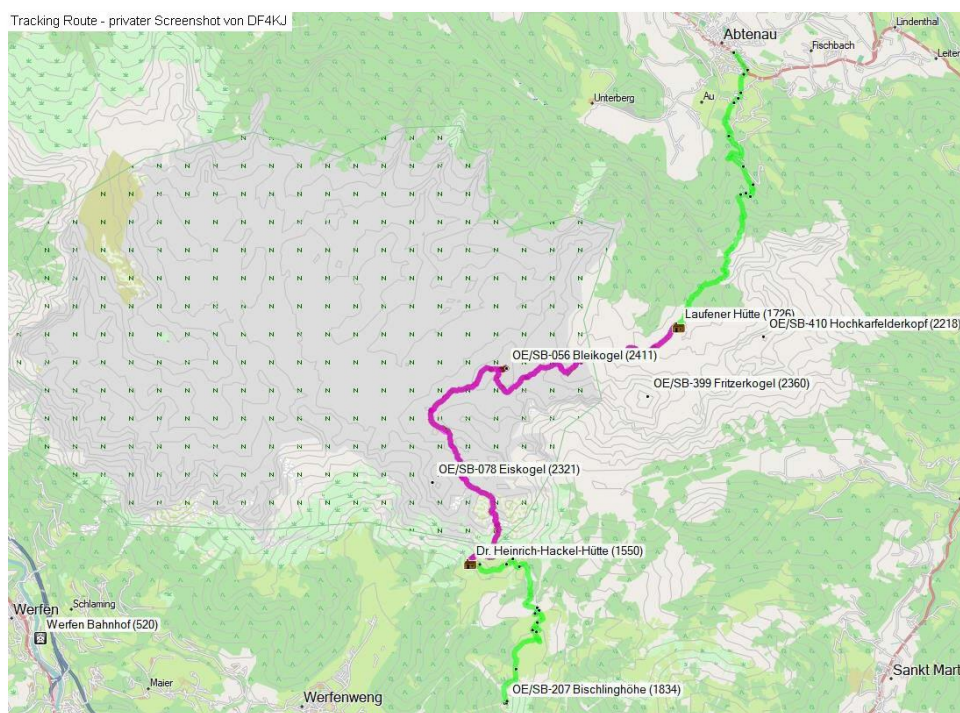 Tracking Route - privater Screenshot von DF4KJ
Lindenthal
Abtenau
Fischbach
Leiter
Unterberg
Au
Laufener Hütte (1726)
OE/SB-410 Hochkarfelderkopf (2218)
OE/SB-056 Bleikogel (2411)
OE/SB-399 Fritzerkogel (2360)
OE/SB-078 Eiskogel (2321)
Dr. Heinrich-Hackel-Hütte (1550)
Schlaming
Werfen
Werfen Bahnhof (520)
Sankt Mart
Maier
OE/SB-207 Bischlinghöhe (1834)
Werfenweng